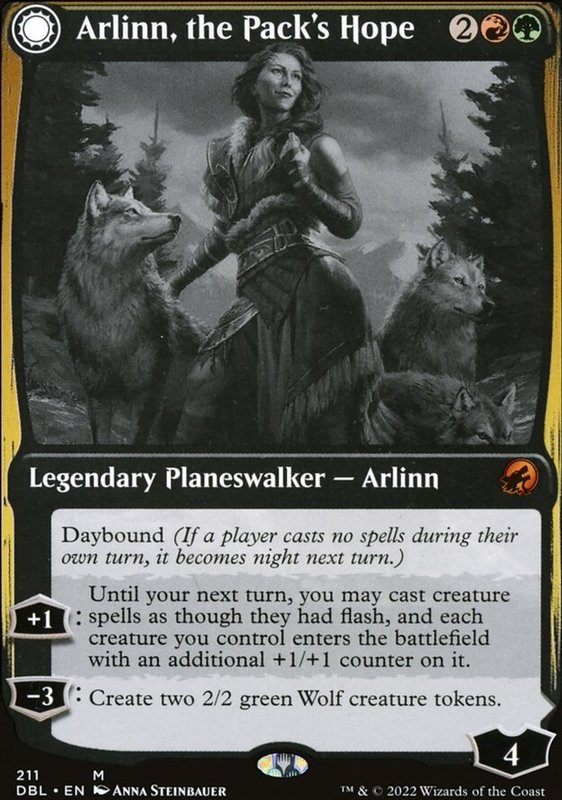 Arlinn, the Pack's Hope 2
Legendary Planeswalker — Arlinn
Daybound (If a player casts no spells during their
own turn, it becomes night next turn.)
+1: Until your next turn, you may cast creature
spells as though they had flash, and each
creature you control enters the battlefield
with an additional +1/+1 counter on it.
−3: Create two 2/2 green Wolf creature tokens.
4
211 M
DBL • EN Anna Steinbauer
™ & © 2022 Wizards of the Coast